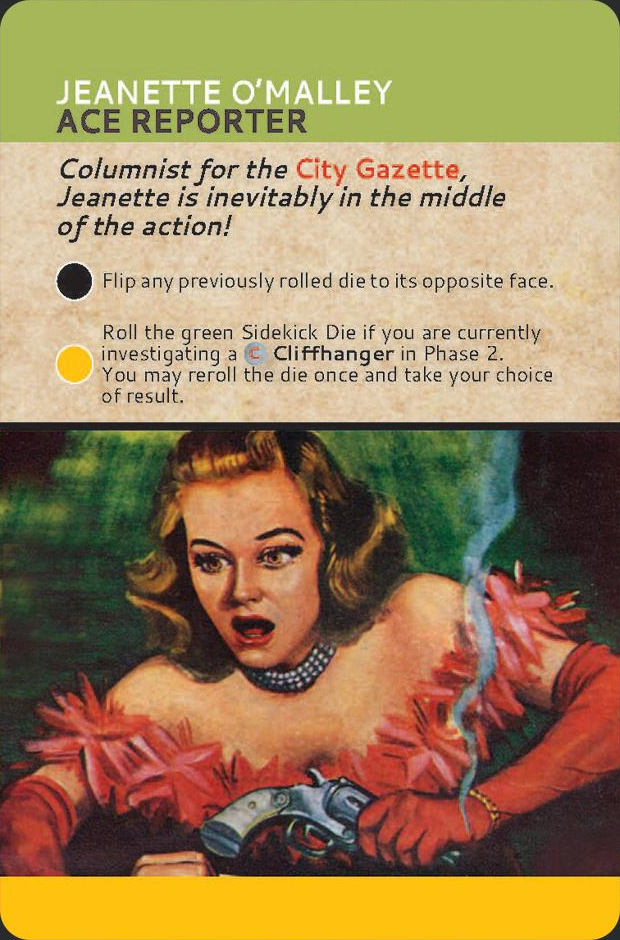 JEANETTE O'MALLEY
ACE REPORTER
Columnist for the City Gazette,
Jeanette is inevitably in the middle
of the action!
Flip any previously rolled die to its opposite face.
Roll the green Sidekick Die if you are currently
investigating a C Cliffhanger in Phase 2.
You may reroll the die once and take your choice
of result.